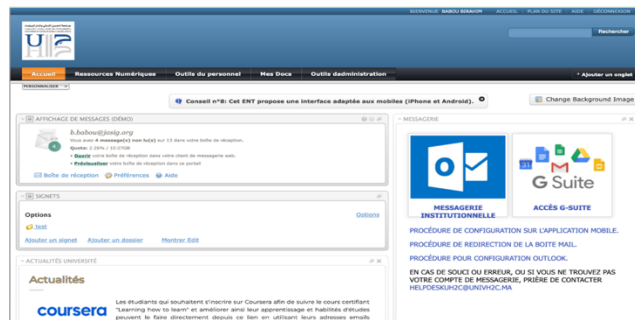 BIENVENUE BABOU IBRAHIM ACCUEIL PLAN DU SITE AIDE DÉCONNEXION
Rechercher
Accueil Ressources Numériques Outils du personnel Mes Docs Outils dadministration * Ajouter un onglet
PERSONNALISER
Conseil n°8: Cet ENT propose une interface adaptée aux mobiles (iPhone et Android).
Change Background Image
AFFICHAGE DE MESSAGES (DÉMO)
b.babou@josig.org
Vous avez 4 message(s) non lu(s) sur 13 dans votre boîte de réception.
Quota: 2.26% / 10.07GB
• Ouvrir votre boîte de réception dans votre client de messagerie web.
• Prévisualiser votre boîte de réception dans ce portail
Boîte de réception Préférences Aide
SIGNETS
Options Options
test
Ajouter un signet Ajouter un dossier Montrer Edit
ACTUALITÉS UNIVERSITÉ
Actualités
coursera
Les étudiants qui souhaitent s'inscrire sur Coursera afin de suivre le cours certifiant
"Learning how to learn" et améliorer ainsi leur apprentissage et habilités d'études
peuvent le faire directement depuis ce lien en utilisant leurs adresses emails
MESSAGERIE
31
G Suite
MESSAGERIE
INSTITUTIONNELLE
ACCÈS G-SUITE
PROCÉDURE DE CONFIGURATION SUR L'APPLICATION MOBILE.
PROCÉDURE DE REDIRECTION DE LA BOITE MAIL.
PROCÉDURE POUR CONFIGURATION OUTLOOK.
EN CAS DE SOUCI OU ERREUR, OU SI VOUS NE TROUVEZ PAS
VOTRE COMPTE DE MESSAGERIE, PRIÈRE DE CONTACTER
HELPDESKUH2C@UNIVH2C.MA